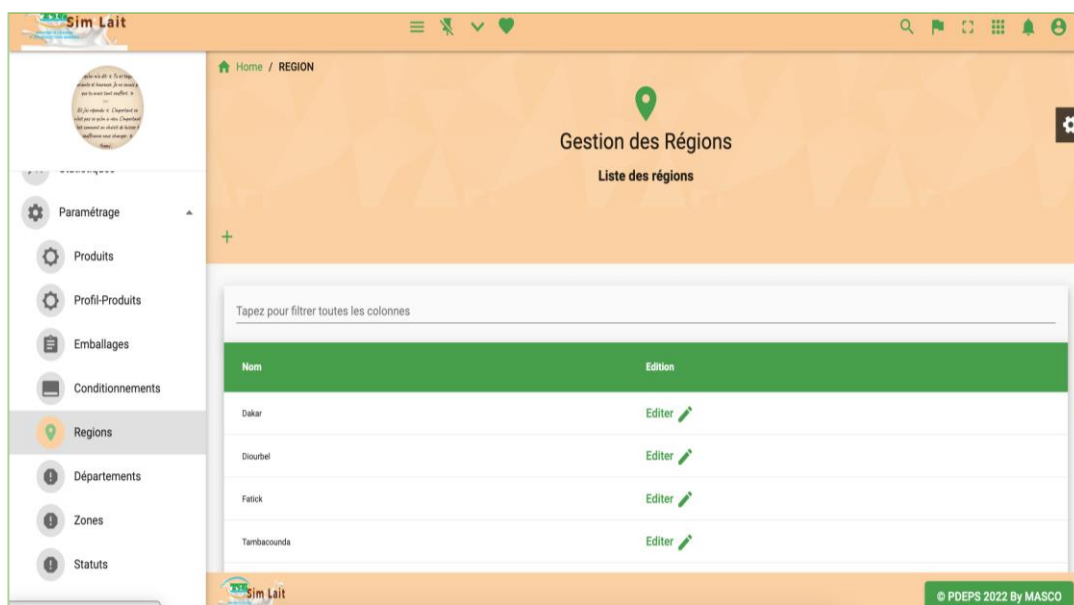 Sim Lait
Home / REGION
Gestion des Régions
Liste des régions
Paramétrage
Produits
Profil-Produits
Emballages
Conditionnements
Regions
Départements
Zones
Statuts
Tapez pour filtrer toutes les colonnes
Nom Edition
Dakar Editer
Diourbel Editer
Fatick Editer
Tambacounda Editer
Sim Lait
© PDEPS 2022 By MASCO